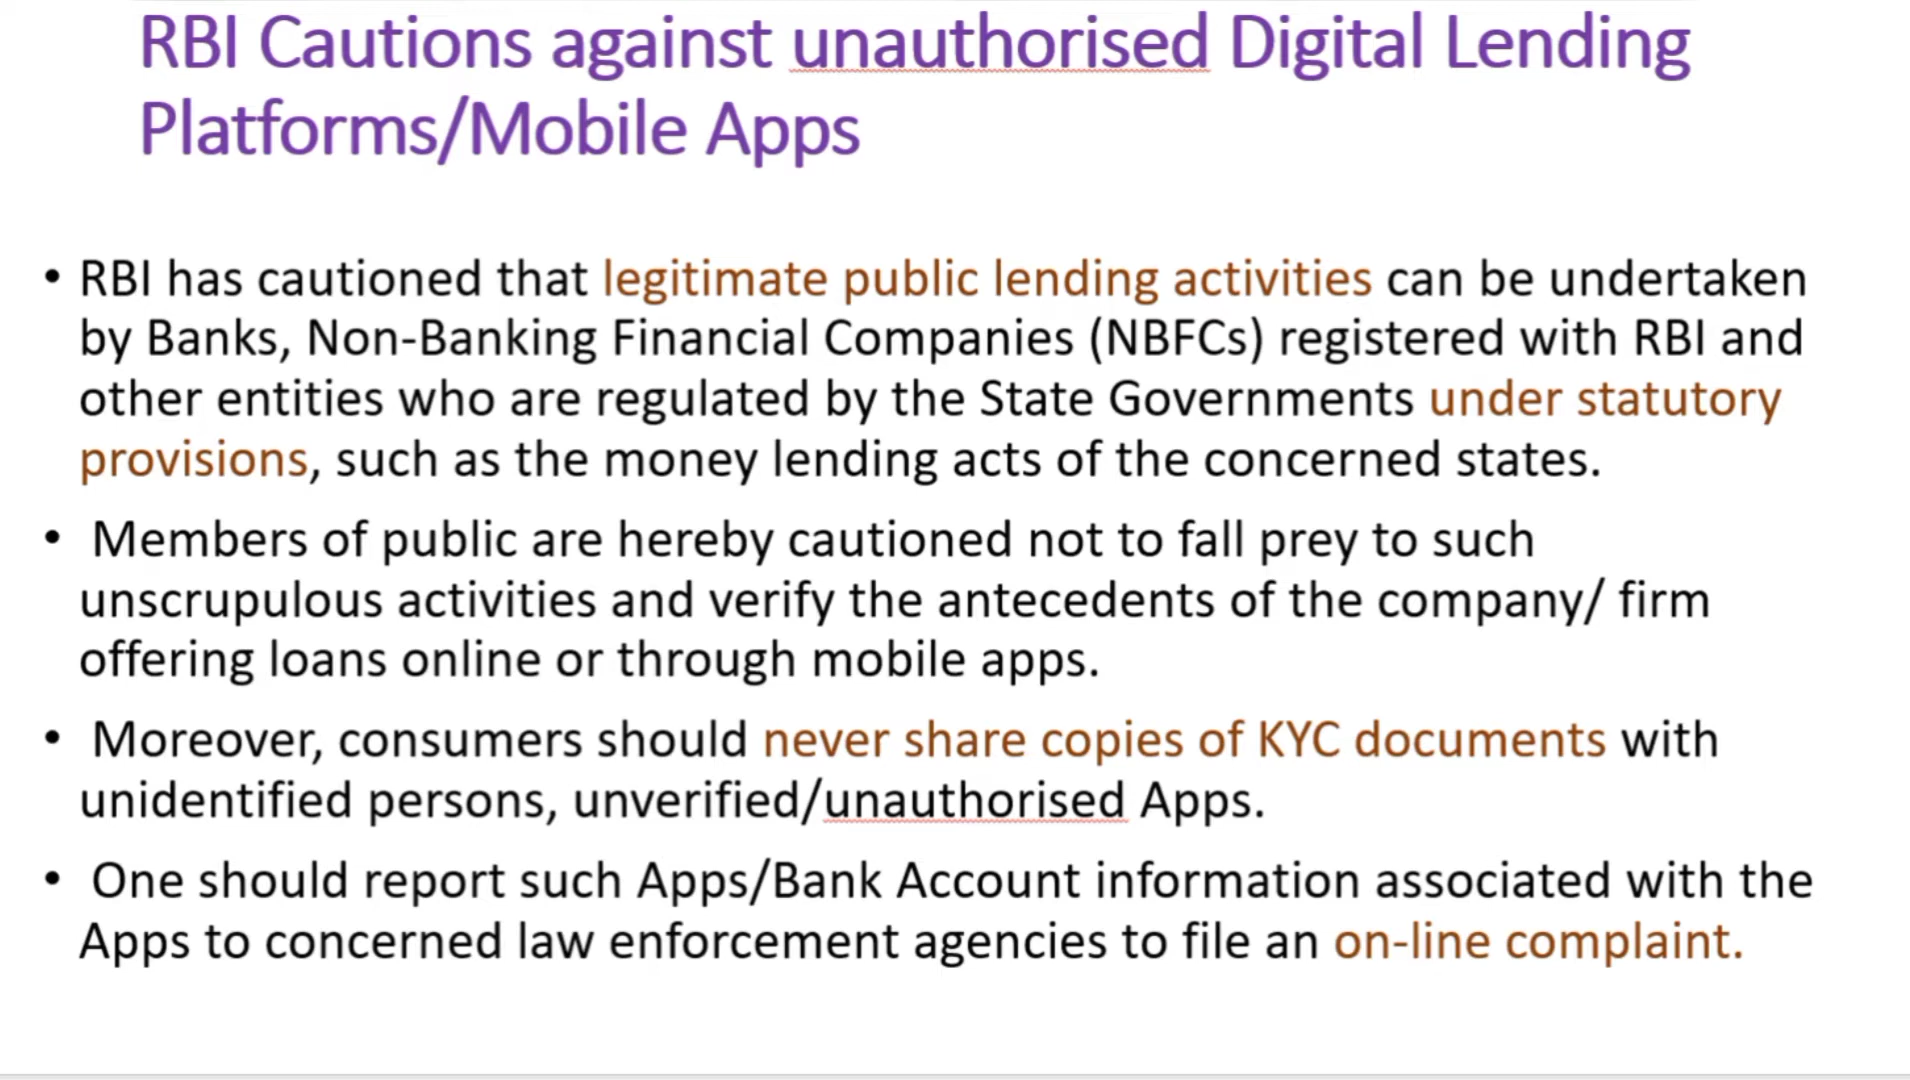 RBI Cautions against unauthorised Digital Lending
Platforms/Mobile Apps
• RBI has cautioned that legitimate public lending activities can be undertaken
by Banks, Non-Banking Financial Companies (NBFCs) registered with RBI and
other entities who are regulated by the State Governments under statutory
provisions, such as the money lending acts of the concerned states.
• Members of public are hereby cautioned not to fall prey to such
unscrupulous activities and verify the antecedents of the company/ firm
offering loans online or through mobile apps.
• Moreover, consumers should never share copies of KYC documents with
unidentified persons, unverified/unauthorised Apps.
• One should report such Apps/Bank Account information associated with the
Apps to concerned law enforcement agencies to file an on-line complaint.